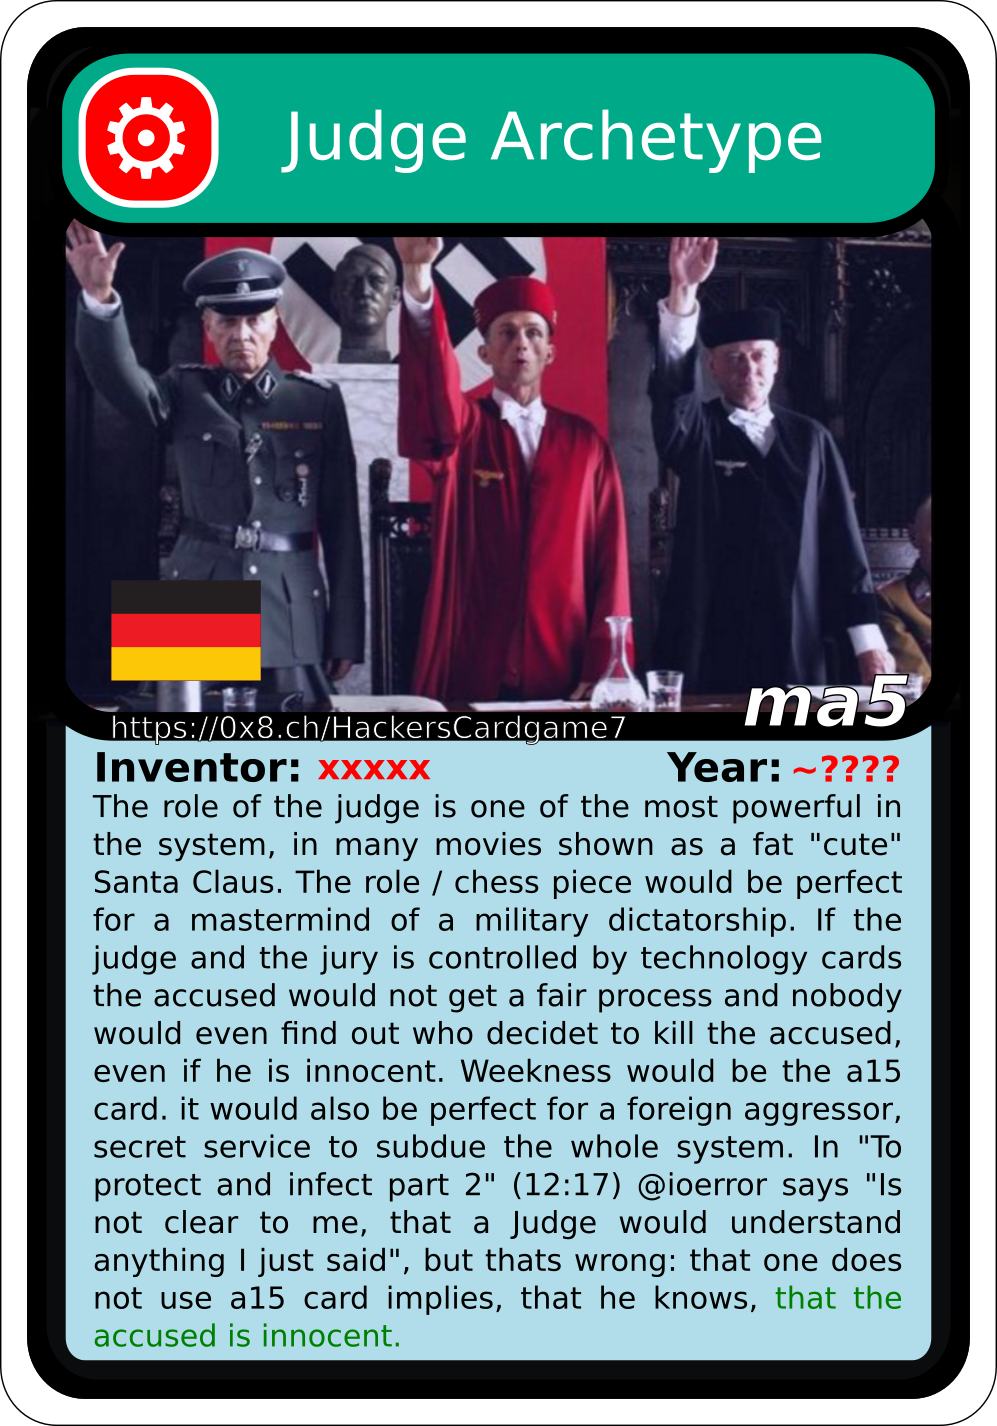 Judge Archetype
ma5
https://0x8.ch/HackersCardgame7
Inventor: xxxxx Year: ~????
The role of the judge is one of the most powerful in
the system, in many movies shown as a fat "cute"
Santa Claus. The role / chess piece would be perfect
for a mastermind of a military dictatorship. If the
judge and the jury is controlled by technology cards
the accused would not get a fair process and nobody
would even find out who decidet to kill the accused,
even if he is innocent. Weekness would be the a15
card. it would also be perfect for a foreign aggressor,
secret service to subdue the whole system. In "To
protect and infect part 2" (12:17) @ioerror says "Is
not clear to me, that a Judge would understand
anything I just said", but thats wrong: that one does
not use a15 card implies, that he knows, that the
accused is innocent.